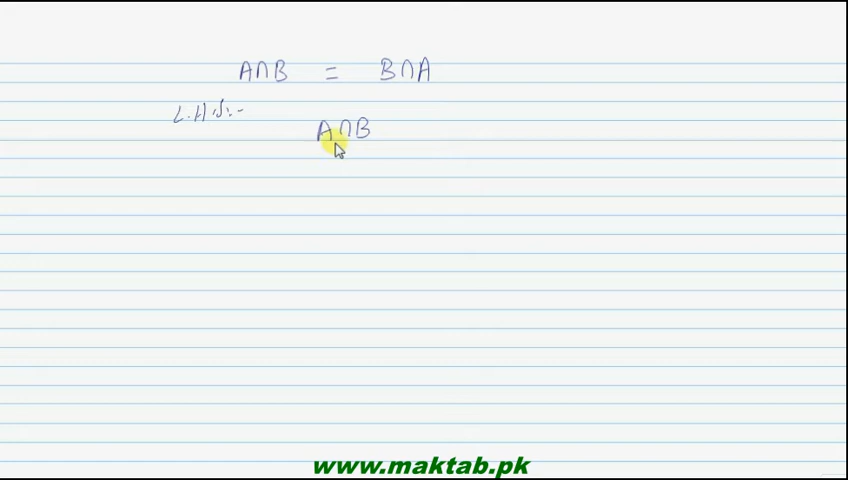 A∩B = B∩A
L.H.S:-
A∩B
www.maktab.pk